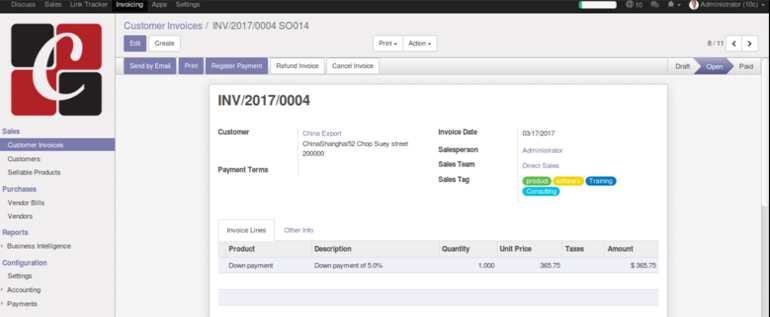 Discuss Sales Link Tracker Invoicing Apps Settings @ 10 Administrator (10c)
Customer Invoices / INV/2017/0004 SO014
Edit Create Print Action 8 / 11
Send by Email Print Register Payment Refund Invoice Cancel Invoice Draft Open Paid
C
Sales
Customer Invoices
Customers
Sellable Products
Purchases
Vendor Bills
Vendors
Reports
Business Intelligence
Configuration
Settings
Accounting
Payments
INV/2017/0004
Customer China Export
ChinaShanghai52 Chop Suey street
200000
Payment Terms
Invoice Date 03/17/2017
Salesperson Administrator
Sales Team Direct Sales
Sales Tag product software Training
Consulting
Invoice Lines Other Info
Product Description Quantity Unit Price Taxes Amount
Down payment Down payment of 5.0% 1.000 365.75 $ 365.75